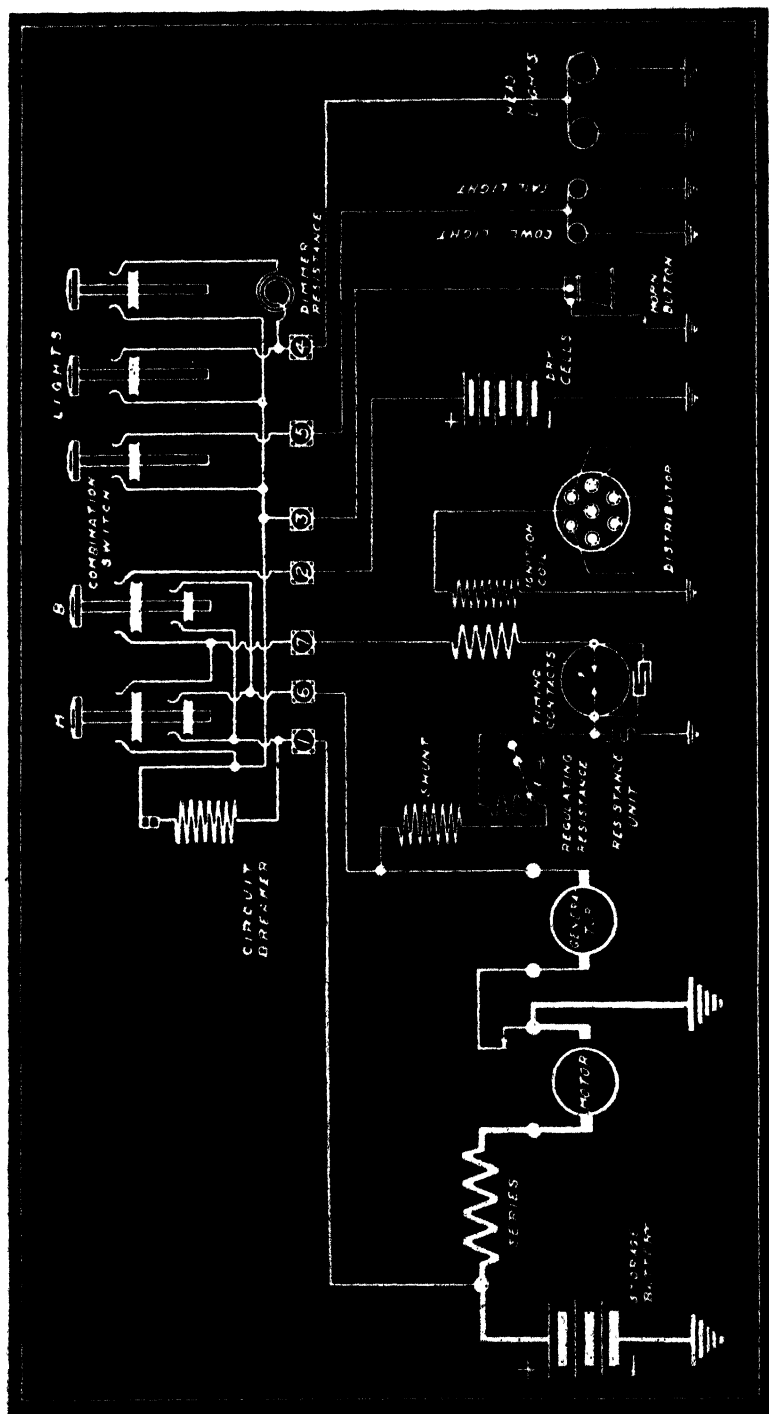 LIGHTS
COMBINATION
SWITCH
B
M
CIRCUIT
BREAKER
DIMMER
RESISTANCE
4
5
3
2
7
6
1
HEAD
LIGHTS
TAIL LIGHT
COWL LIGHT
HORN
BUTTON
DRY
CELLS
+
−
IGNITION
COIL
DISTRIBUTOR
TIMING
CONTACTS
SHUNT
REGULATING
RESISTANCE
RESISTANCE
UNIT
GENERA-
TOR
MOTOR
SERIES
STORAGE
BATTERY
+
−